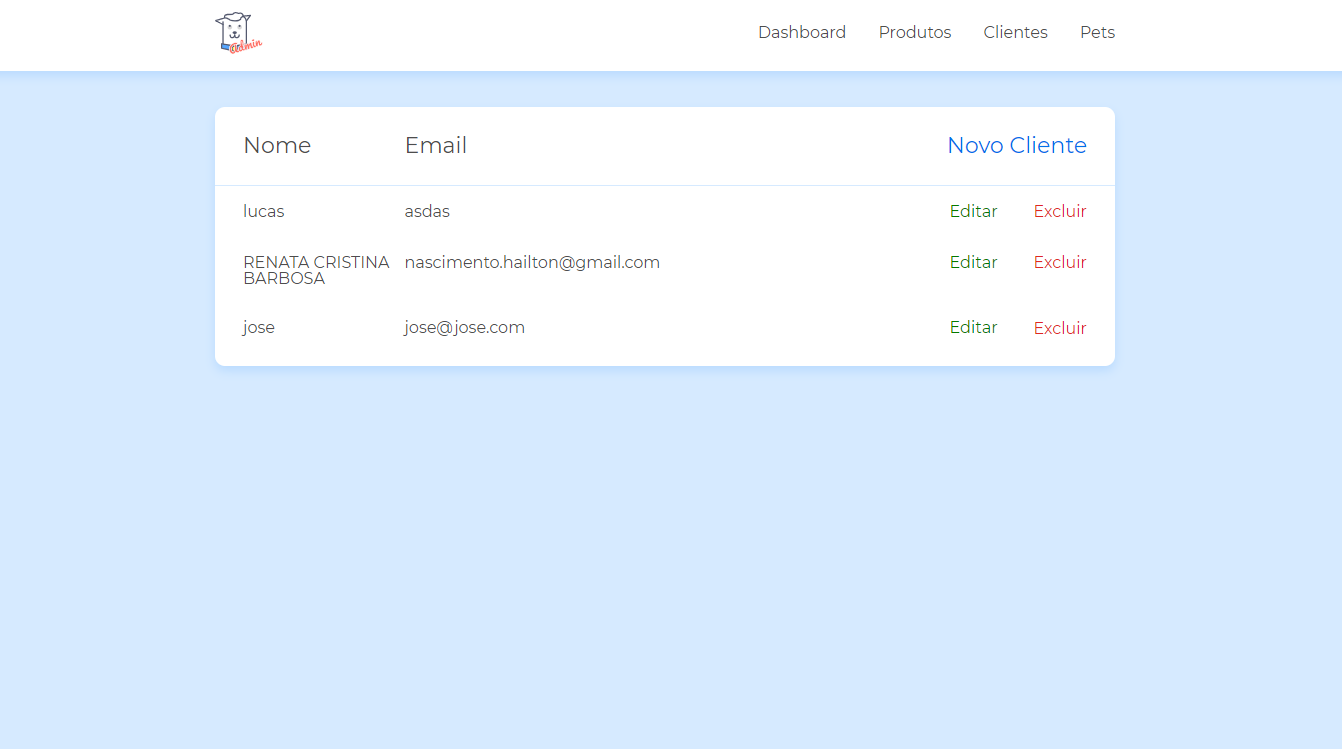 @admin
Dashboard Produtos Clientes Pets
Nome Email Novo Cliente
lucas asdas Editar Excluir
RENATA CRISTINA nascimento.hailton@gmail.com Editar Excluir
BARBOSA
jose jose@jose.com Editar Excluir